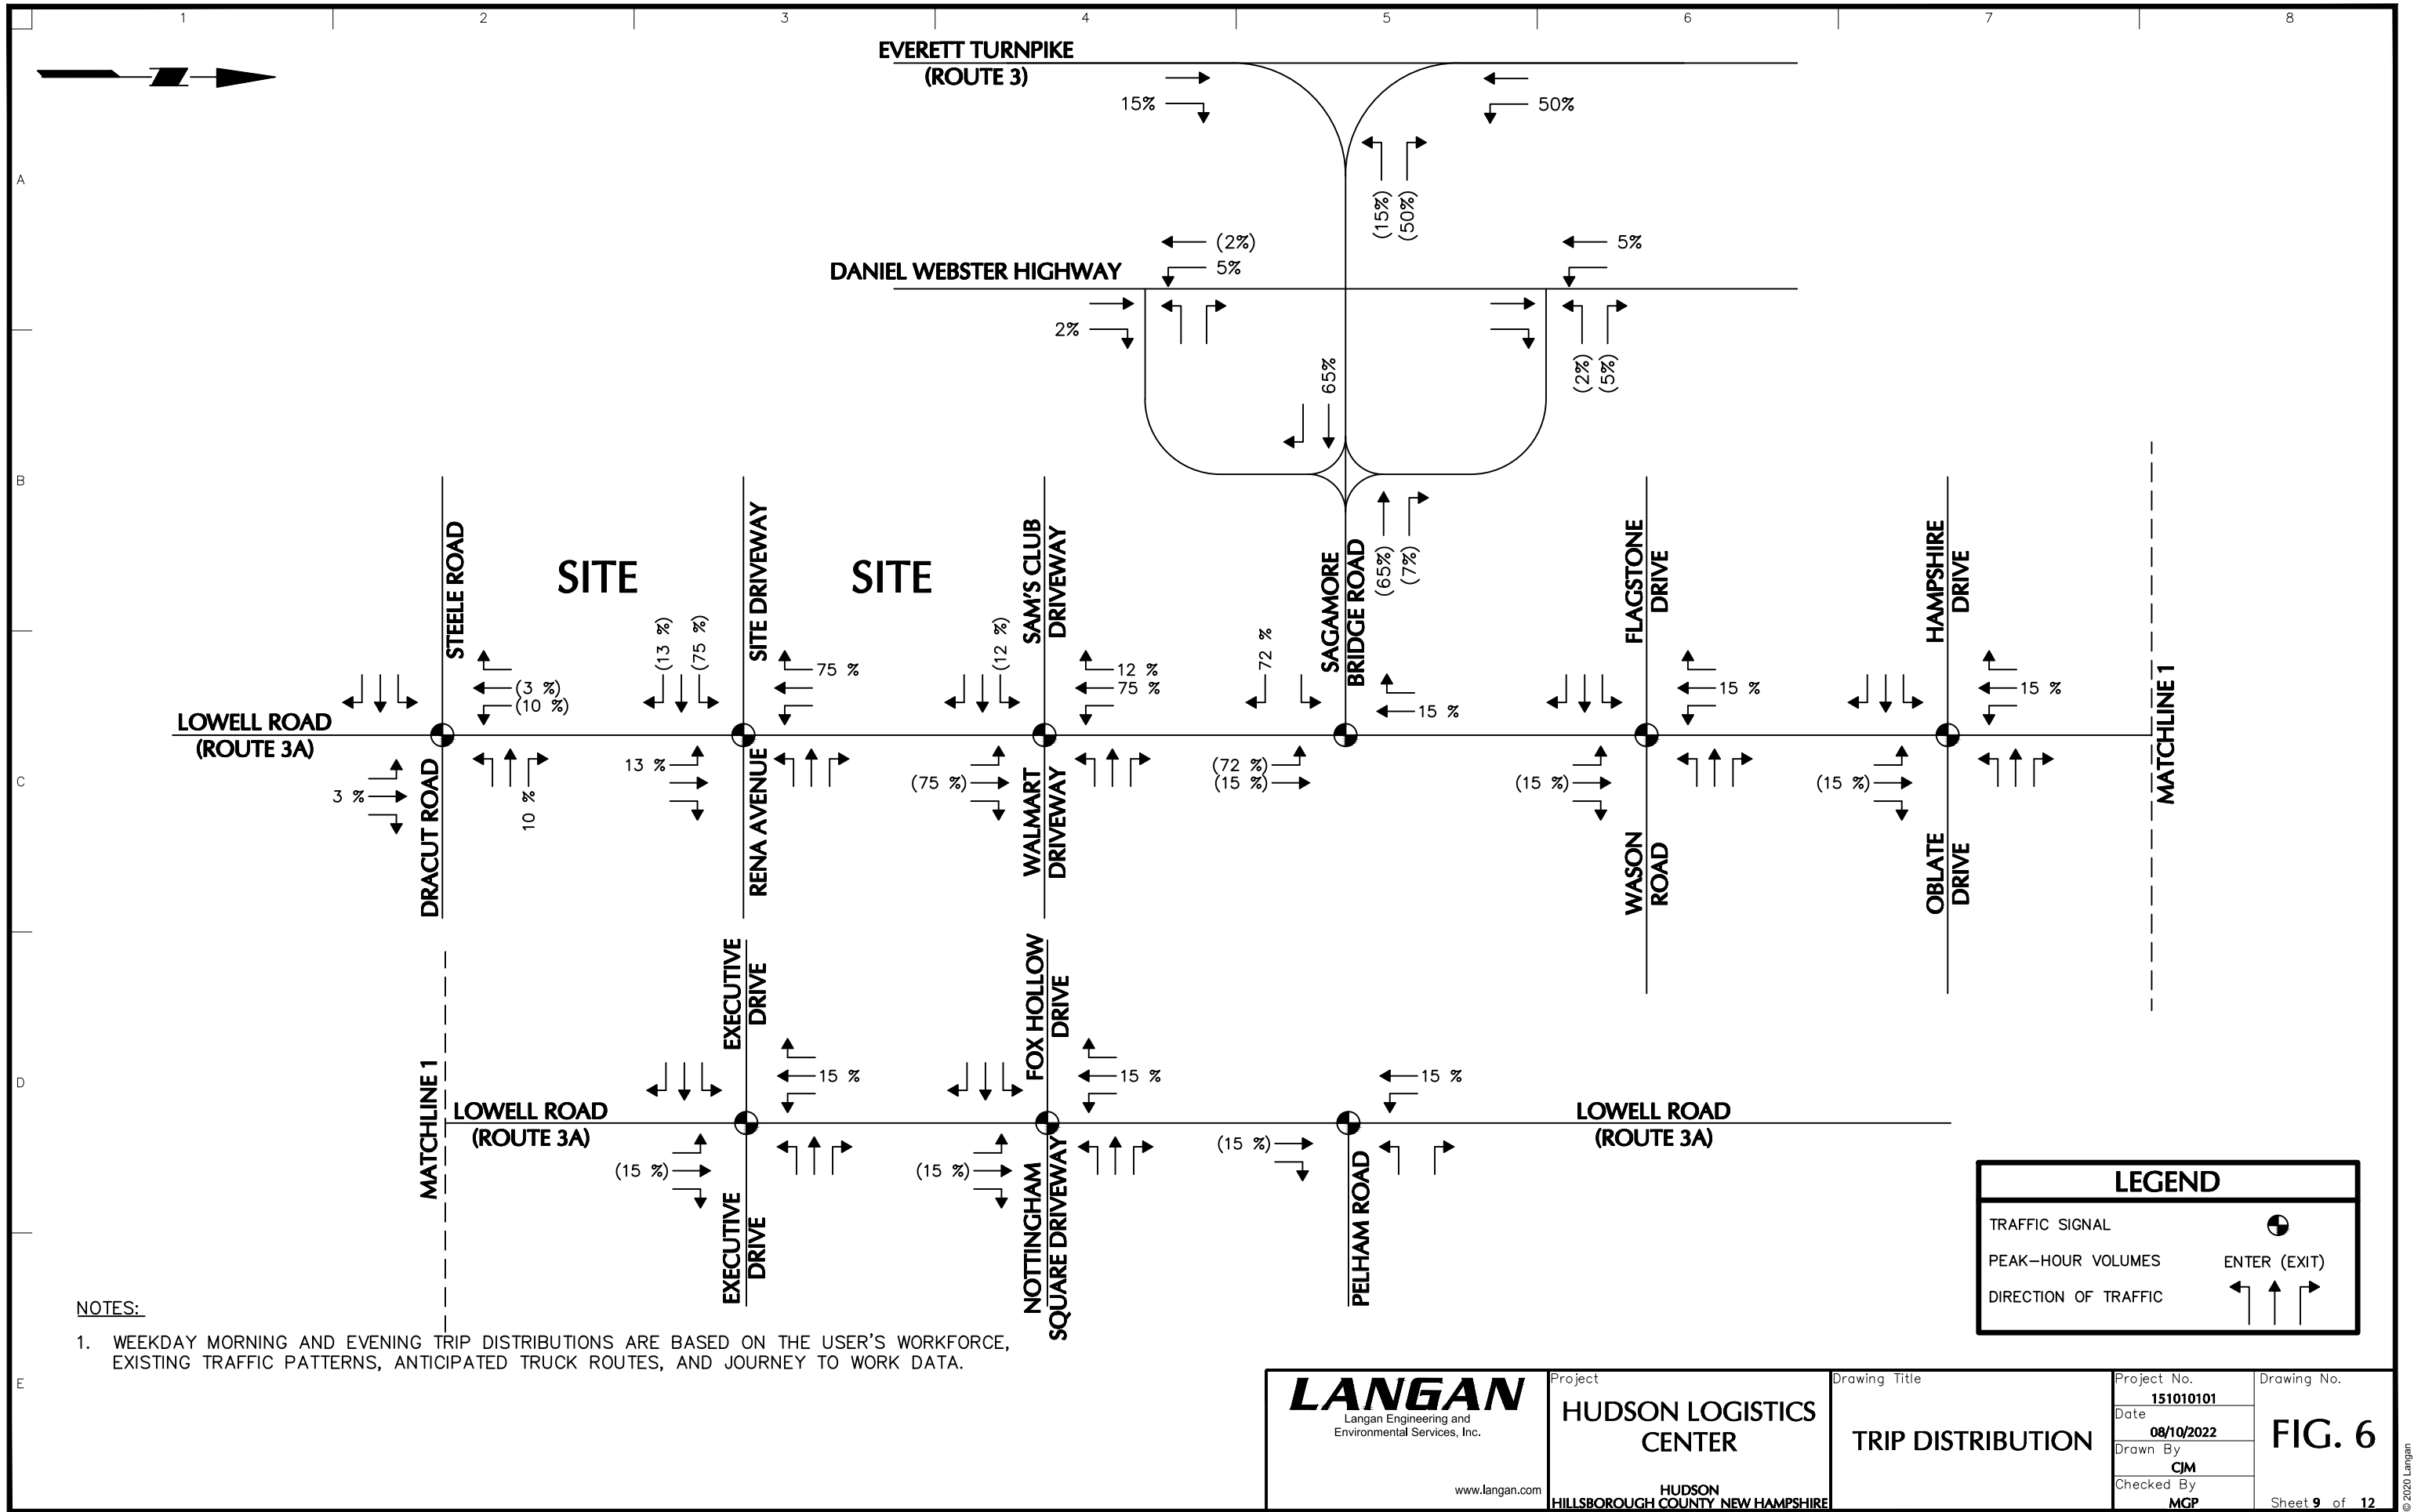 1 2 3 4 5 6 7 8
A
B
C
D
E
EVERETT TURNPIKE
(ROUTE 3)
15%
50%
(15%)
(50%)
(2%)
5%
5%
DANIEL WEBSTER HIGHWAY
2%
(2%)
(5%)
65%
(65%)
(7%)
STEELE ROAD
SITE
SITE DRIVEWAY
SITE
SAM'S CLUB
DRIVEWAY
SAGAMORE
BRIDGE ROAD
FLAGSTONE
DRIVE
HAMPSHIRE
DRIVE
MATCHLINE 1
(3 %)
(10 %)
(13 %)
(75 %)
75 %
(12 %)
12 %
75 %
72 %
15 %
15 %
15 %
LOWELL ROAD
(ROUTE 3A)
3 %
10 %
13 %
(75 %)
(72 %)
(15 %)
(15 %)
(15 %)
DRACUT ROAD
RENA AVENUE
WALMART
DRIVEWAY
WASON
ROAD
OBLATE
DRIVE
MATCHLINE 1
EXECUTIVE
DRIVE
FOX HOLLOW
DRIVE
15 %
15 %
15 %
LOWELL ROAD
(ROUTE 3A)
LOWELL ROAD
(ROUTE 3A)
(15 %)
(15 %)
(15 %)
EXECUTIVE
DRIVE
NOTTINGHAM
SQUARE DRIVEWAY
PELHAM ROAD
LEGEND
TRAFFIC SIGNAL
PEAK-HOUR VOLUMES ENTER (EXIT)
DIRECTION OF TRAFFIC
NOTES:
1. WEEKDAY MORNING AND EVENING TRIP DISTRIBUTIONS ARE BASED ON THE USER'S WORKFORCE,
EXISTING TRAFFIC PATTERNS, ANTICIPATED TRUCK ROUTES, AND JOURNEY TO WORK DATA.
LANGAN
Langan Engineering and
Environmental Services, Inc.
www.langan.com
Project
HUDSON LOGISTICS
CENTER
HUDSON
HILLSBOROUGH COUNTY NEW HAMPSHIRE
Drawing Title
TRIP DISTRIBUTION
Project No.
151010101
Date
08/10/2022
Drawn By
CJM
Checked By
MGP
Drawing No.
FIG. 6
Sheet 9 of 12
© 2020 Langan